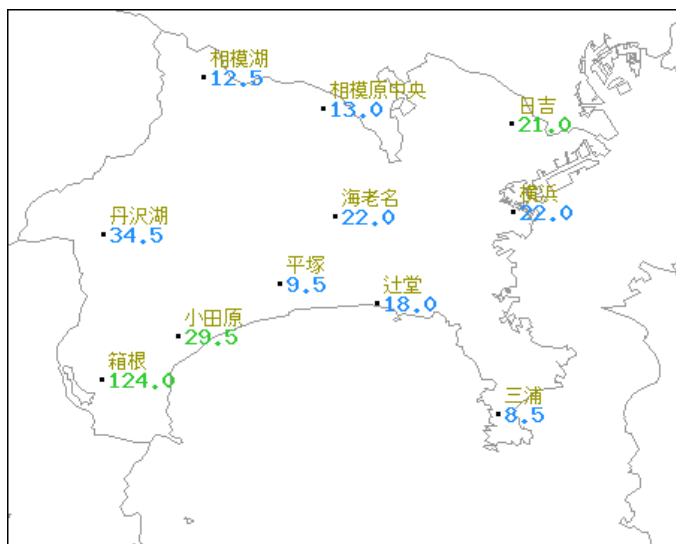 相模湖
12.5
相模原中央
13.0
日吉
21.0
丹沢湖
34.5
海老名
22.0
横浜
22.0
平塚
9.5
辻堂
18.0
小田原
29.5
箱根
124.0
三浦
8.5